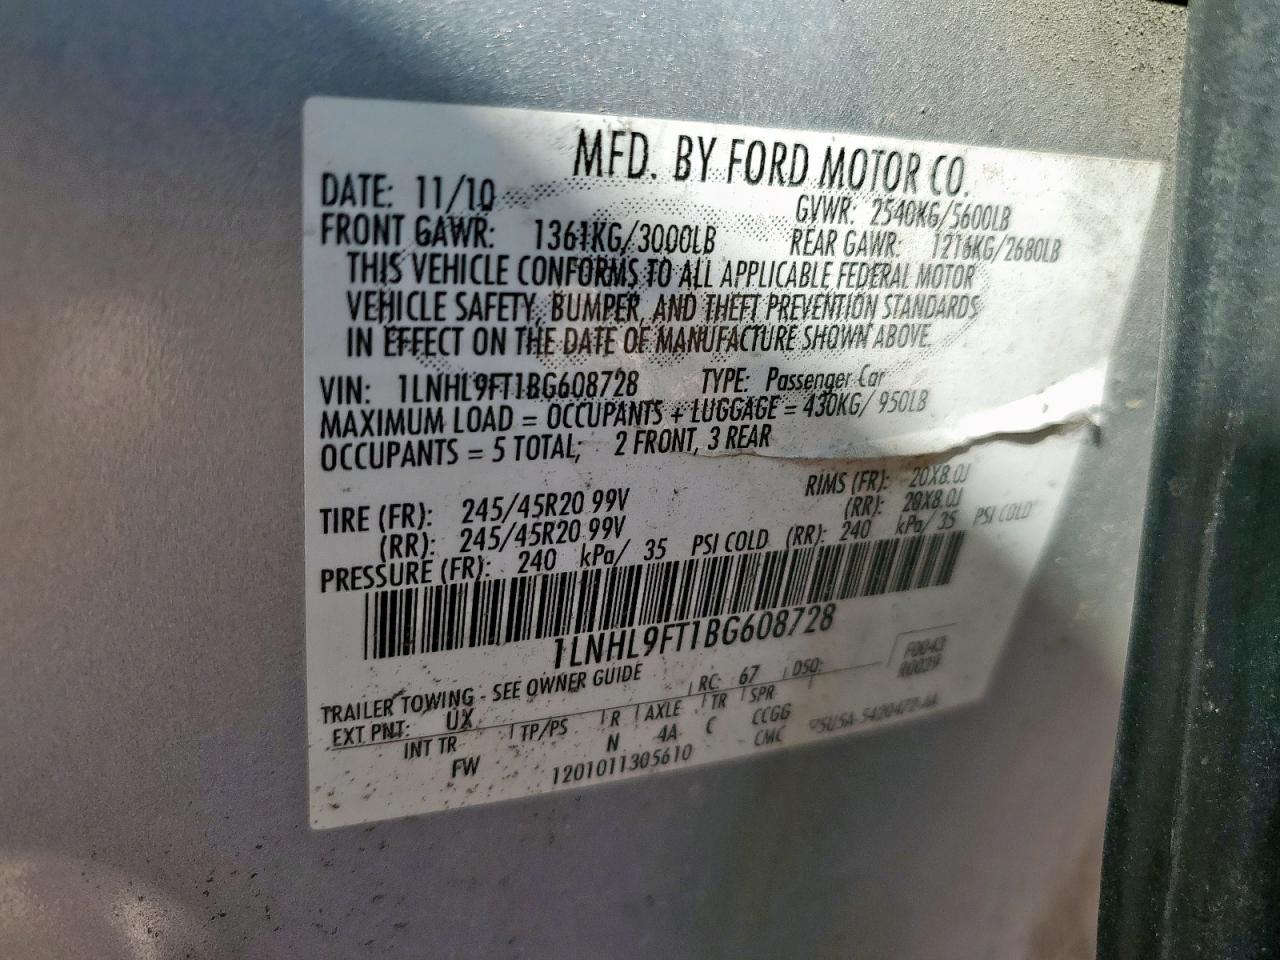 MFD. BY FORD MOTOR CO.
DATE: 11/10 GVWR: 2540KG/5600LB
FRONT GAWR: 1361KG/3000LB REAR GAWR: 1216KG/2680LB
THIS VEHICLE CONFORMS TO ALL APPLICABLE FEDERAL MOTOR
VEHICLE SAFETY, BUMPER, AND THEFT PREVENTION STANDARDS
IN EFFECT ON THE DATE OF MANUFACTURE SHOWN ABOVE.
VIN: 1LNHL9FT1BG608728 TYPE: Passenger Car
MAXIMUM LOAD = OCCUPANTS + LUGGAGE = 430KG/ 950LB
OCCUPANTS = 5 TOTAL; 2 FRONT, 3 REAR
TIRE (FR): 245/45R20 99V RIMS (FR): 20X8.0J
(RR): 245/45R20 99V (RR): 20X8.0J
PRESSURE (FR): 240 kPa/ 35 PSI COLD (RR): 240 kPa/ 35 PSI COLD
1LNHL9FT1BG608728
F0043
R0029
TRAILER TOWING - SEE OWNER GUIDE RC: 67 DSO:
EXT PNT: UX
INT TR TP/PS R AXLE TR SPR
FW N 4A C CCGG
1201011305610 CMC